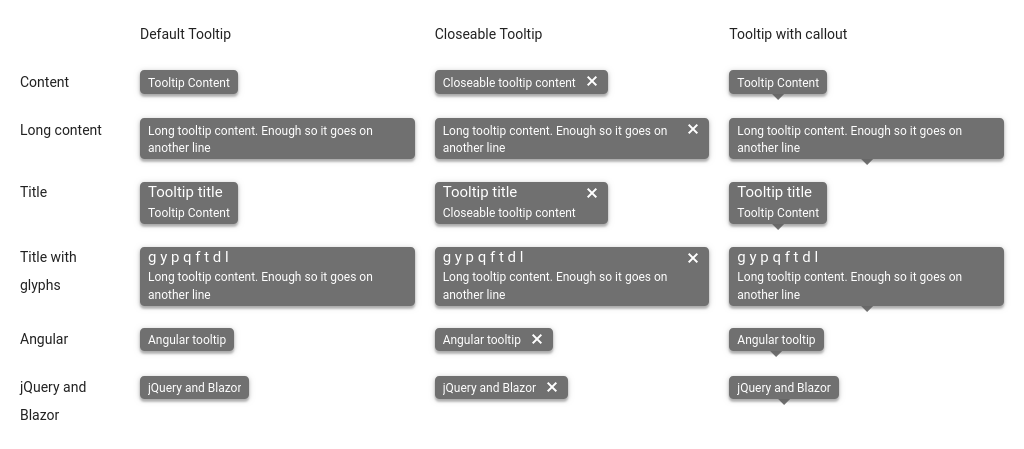 Default Tooltip Closeable Tooltip Tooltip with callout
Content Tooltip Content Closeable tooltip content Tooltip Content
Long content Long tooltip content. Enough so it goes on Long tooltip content. Enough so it goes on Long tooltip content. Enough so it goes on
another line another line another line
Title Tooltip title Tooltip title Tooltip title
Tooltip Content Closeable tooltip content Tooltip Content
Title with g y p q f t d l g y p q f t d l g y p q f t d l
Long tooltip content. Enough so it goes on Long tooltip content. Enough so it goes on Long tooltip content. Enough so it goes on
glyphs another line another line another line
Angular Angular tooltip Angular tooltip Angular tooltip
jQuery and jQuery and Blazor jQuery and Blazor jQuery and Blazor
Blazor